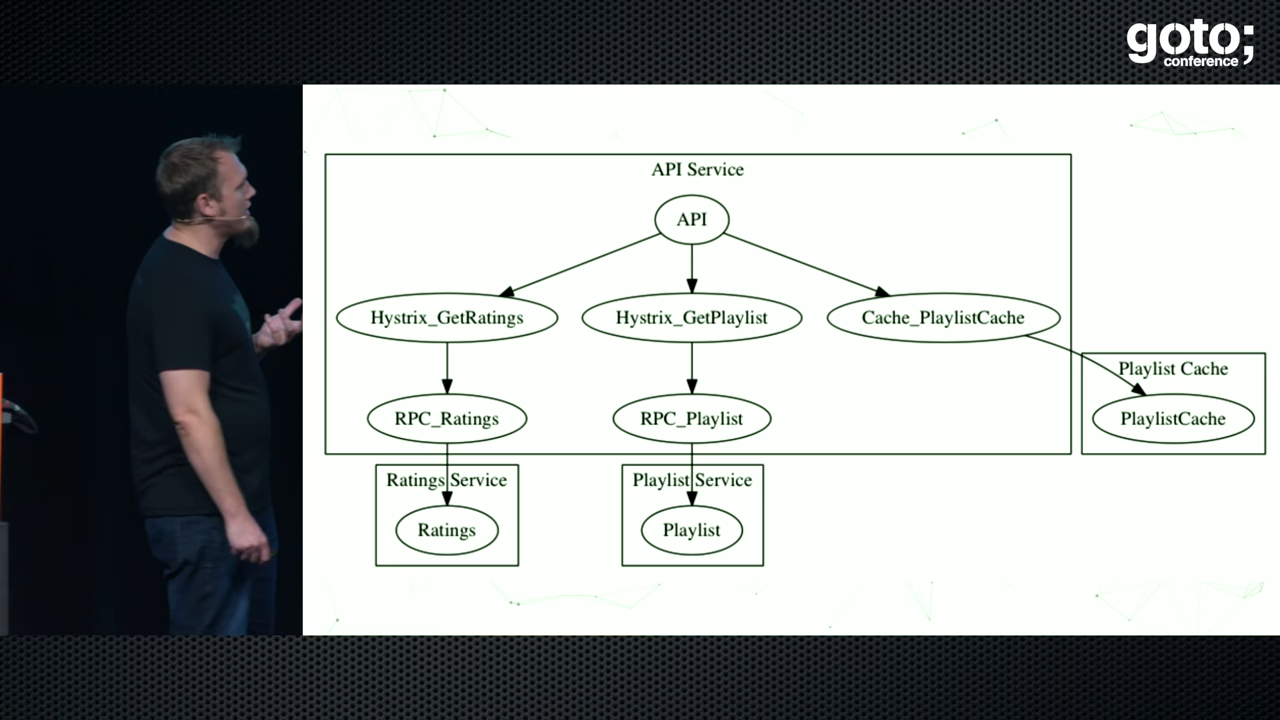 goto;
conference
API Service
API
Hystrix_GetRatings
Hystrix_GetPlaylist
Cache_PlaylistCache
Playlist Cache
RPC_Ratings
RPC_Playlist
PlaylistCache
Ratings Service
Playlist Service
Ratings
Playlist